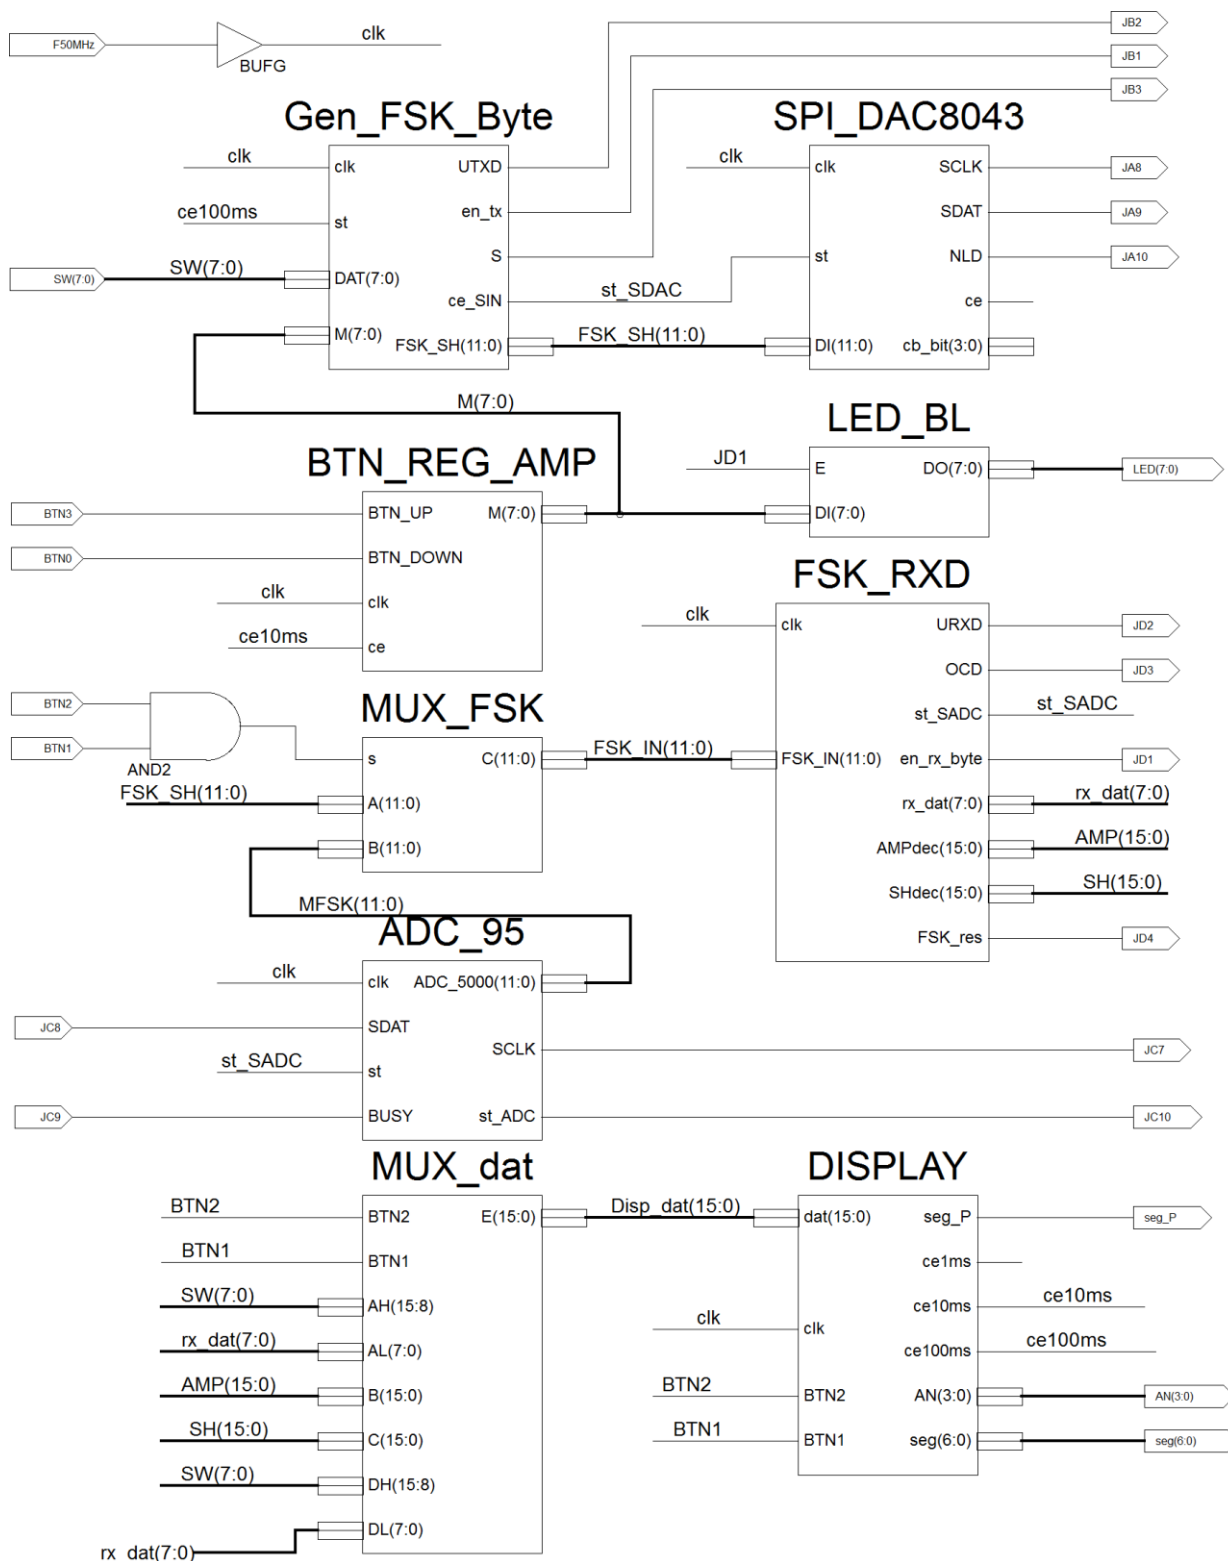 F50MHz
clk
BUFG
JB2
JB1
JB3
Gen_FSK_Byte
clk
clk
ce100ms
st
SW(7:0)
SW(7:0)
DAT(7:0)
M(7:0)
UTXD
en_tx
S
ce_SIN
FSK_SH(11:0)
st_SDAC
FSK_SH(11:0)
SPI_DAC8043
clk
clk
st
DI(11:0)
SCLK
SDAT
NLD
ce
cb_bit(3:0)
JA8
JA9
JA10
M(7:0)
BTN_REG_AMP
BTN3
BTN_UP
BTN0
BTN_DOWN
clk
clk
ce10ms
ce
M(7:0)
LED_BL
JD1
E
DI(7:0)
DO(7:0)
LED(7:0)
BTN2
BTN1
AND2
MUX_FSK
s
FSK_SH(11:0)
A(11:0)
B(11:0)
C(11:0)
FSK_IN(11:0)
MFSK(11:0)
FSK_RXD
clk
clk
FSK_IN(11:0)
URXD
OCD
st_SADC
en_rx_byte
rx_dat(7:0)
AMPdec(15:0)
SHdec(15:0)
FSK_res
JD2
JD3
st_SADC
JD1
rx_dat(7:0)
AMP(15:0)
SH(15:0)
JD4
ADC_95
clk
clk
JC8
SDAT
st_SADC
st
JC9
BUSY
ADC_5000(11:0)
SCLK
st_ADC
JC7
JC10
MUX_dat
BTN2
BTN2
BTN1
BTN1
SW(7:0)
AH(15:8)
rx_dat(7:0)
AL(7:0)
AMP(15:0)
B(15:0)
SH(15:0)
C(15:0)
SW(7:0)
DH(15:8)
rx_dat(7:0)
DL(7:0)
E(15:0)
Disp_dat(15:0)
DISPLAY
dat(15:0)
clk
clk
BTN2
BTN2
BTN1
BTN1
seg_P
ce1ms
ce10ms
ce100ms
AN(3:0)
seg(6:0)
seg_P
ce10ms
ce100ms
AN(3:0)
seg(6:0)